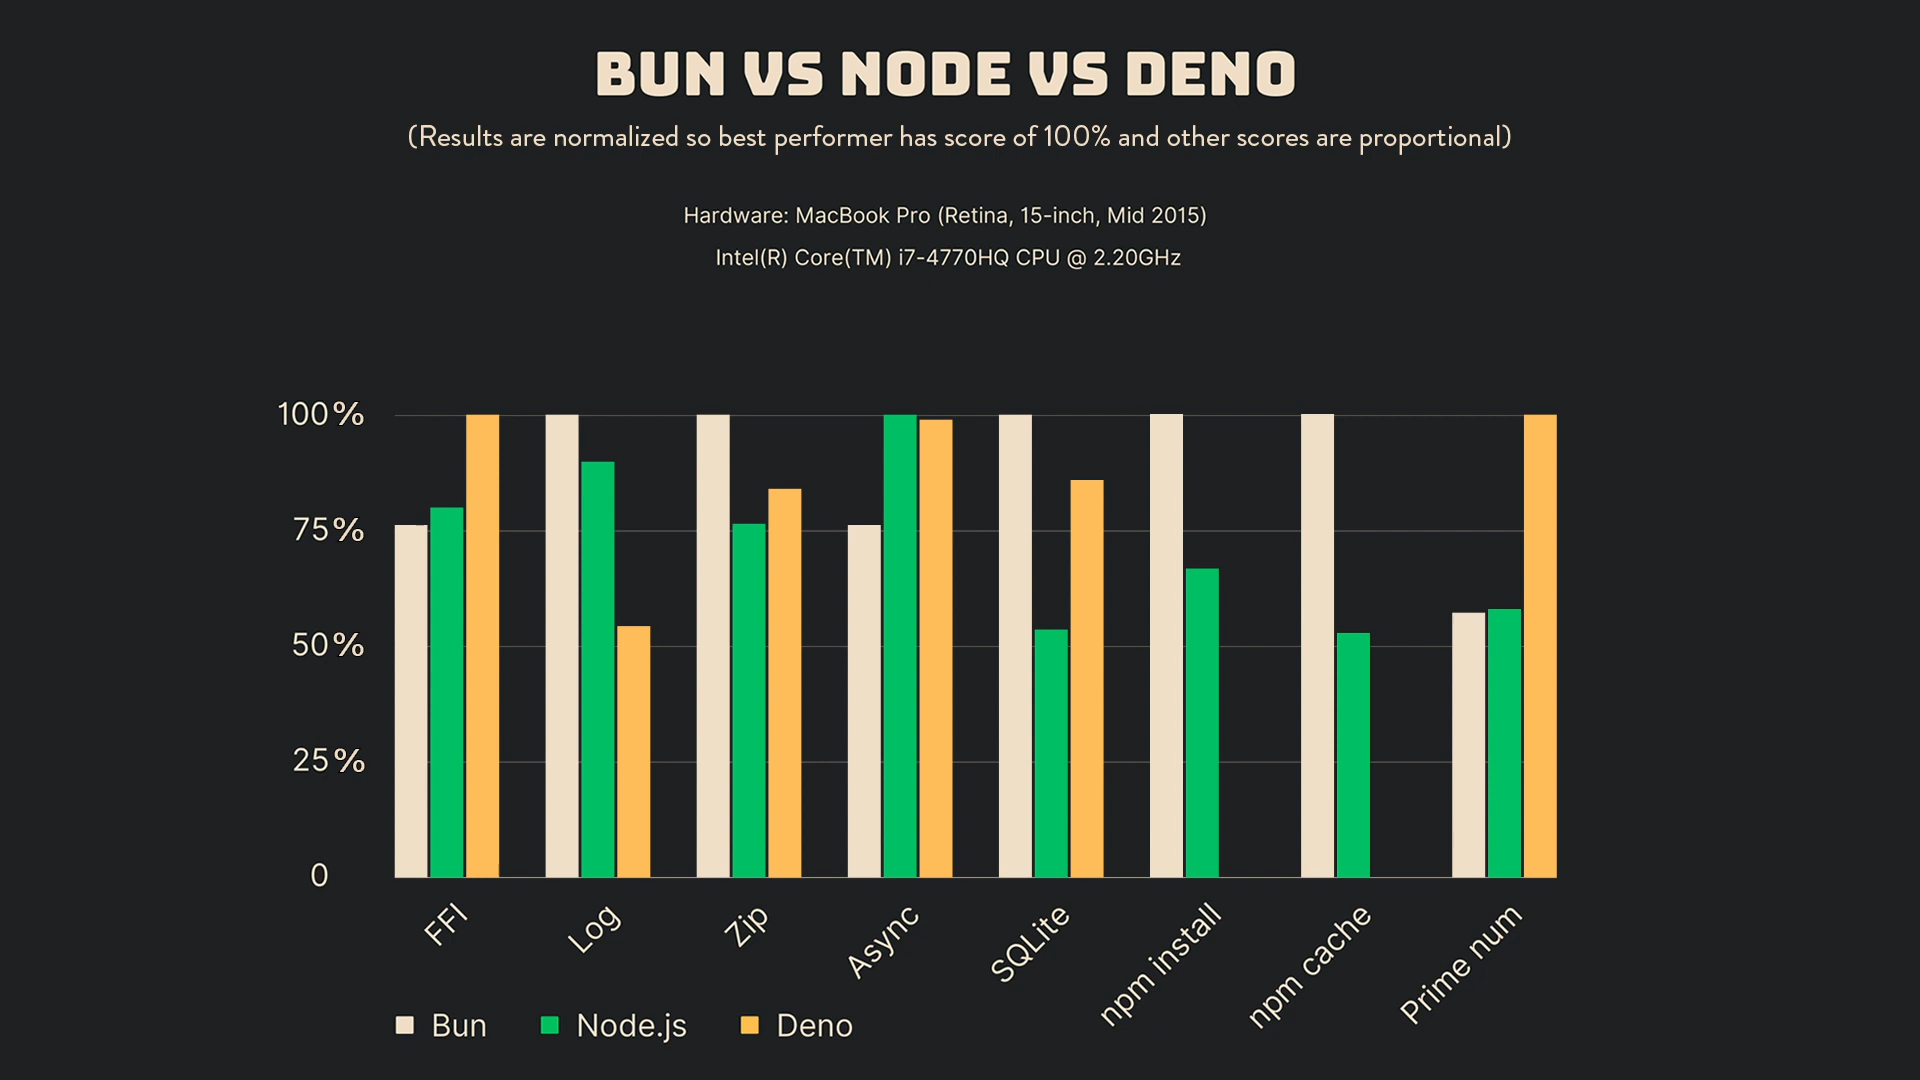 BUN VS NODE VS DENO
(Results are normalized so best performer has score of 100% and other scores are proportional)
Hardware: MacBook Pro (Retina, 15-inch, Mid 2015)
Intel(R) Core(TM) i7-4770HQ CPU @ 2.20GHz
100%
75%
50%
25%
0
FFI
Log
Zip
Async
SQLite
npm install
npm cache
Prime num
Bun
Node.js
Deno